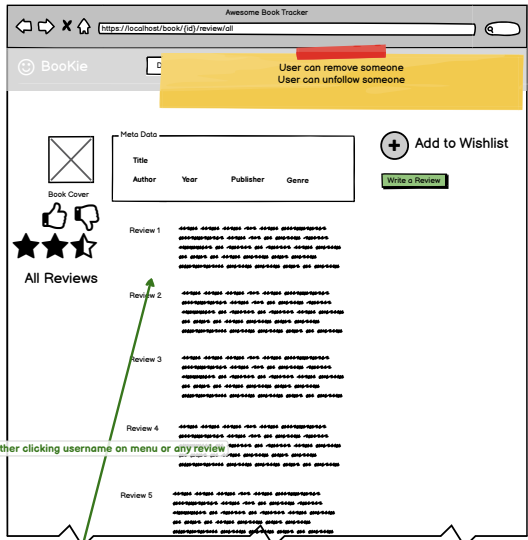 Awesome Book Tracker
https://localhost/book/{id}/review/all
BooKie
D
User can remove someone
User can unfollow someone
Meta Data
Title
Author Year Publisher Genre
Add to Wishlist
Write a Review
Book Cover
All Reviews
Review 1
Review 2
Review 3
Review 4
ther clicking username on menu or any review
Review 5